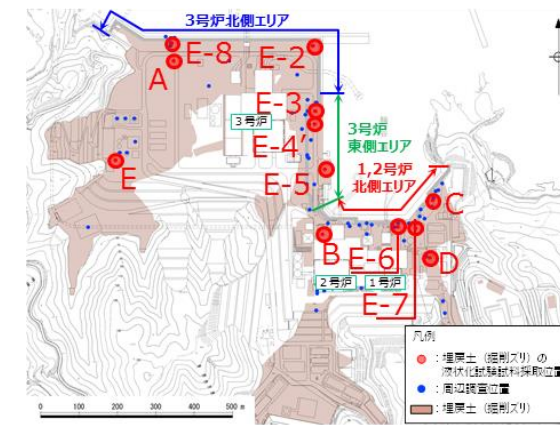 3号炉北側エリア
E-8
E-2
A
E-3
3号炉
E-4'
3号炉
東側エリア
E
E-5
1,2号炉
北側エリア
C
B
E-6
D
2号炉
1号炉
E-7
凡例
：埋戻土（掘削ズリ）の
液状化試験試料採取位置
：周辺調査位置
：埋戻土（掘削ズリ）
0 100 200 300 400 500 m